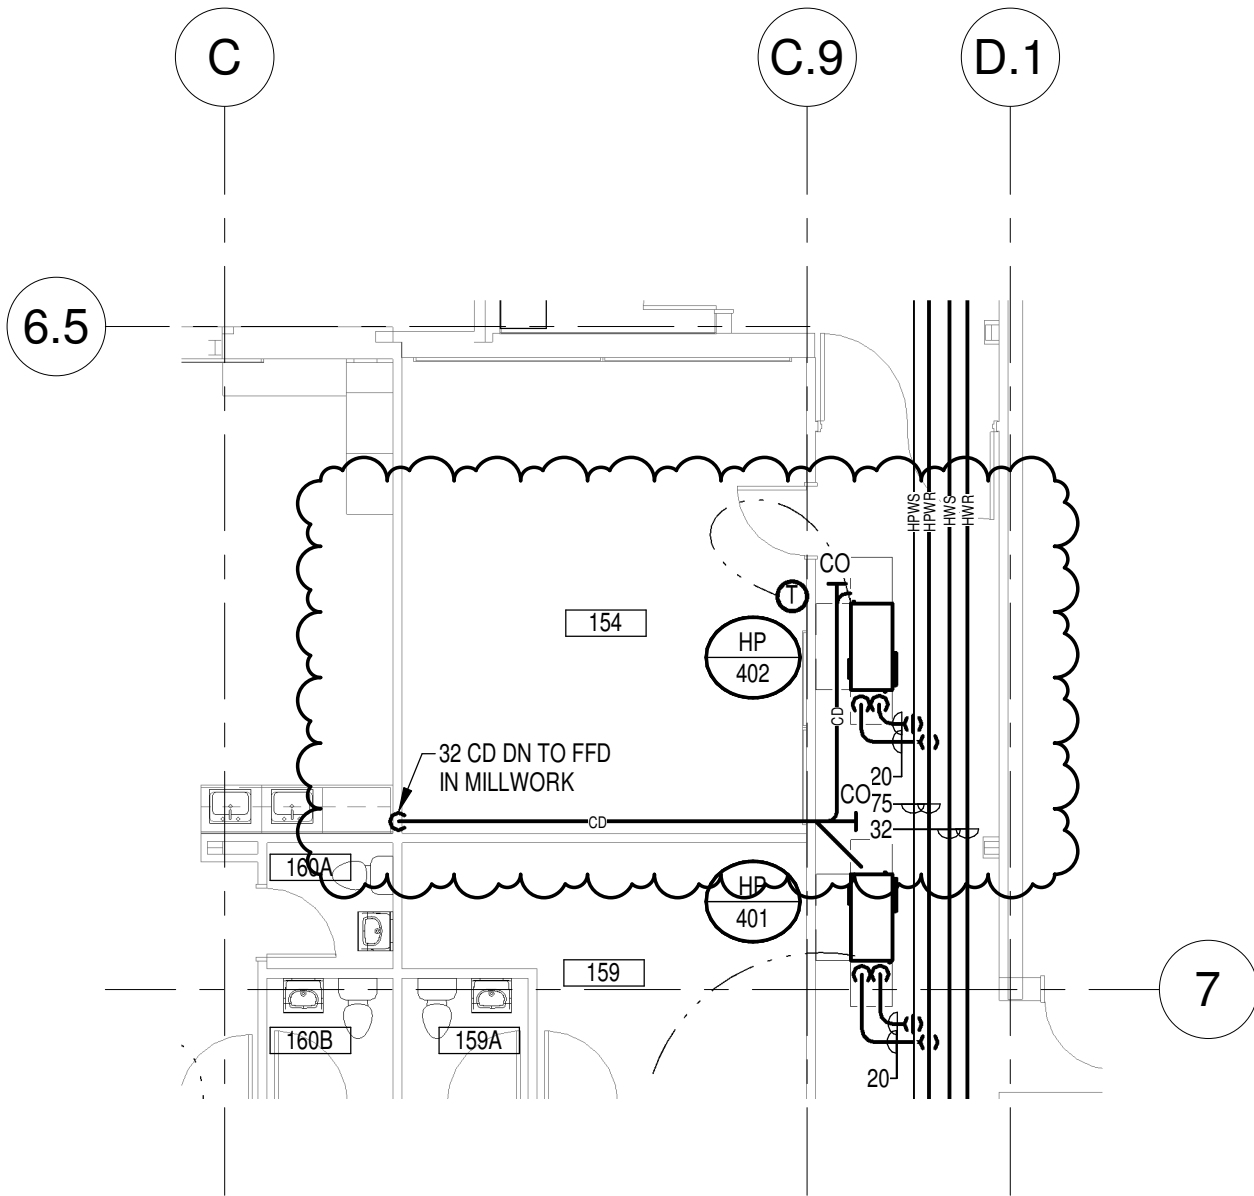 C
C.9
D.1
6.5
HPWS
HPWR
HWS
HWR
CO
T
154
HP
402
CD
32 CD DN TO FFD
IN MILLWORK
20
CO
75
CD
32
160A
HP
401
159
7
160B
159A
20